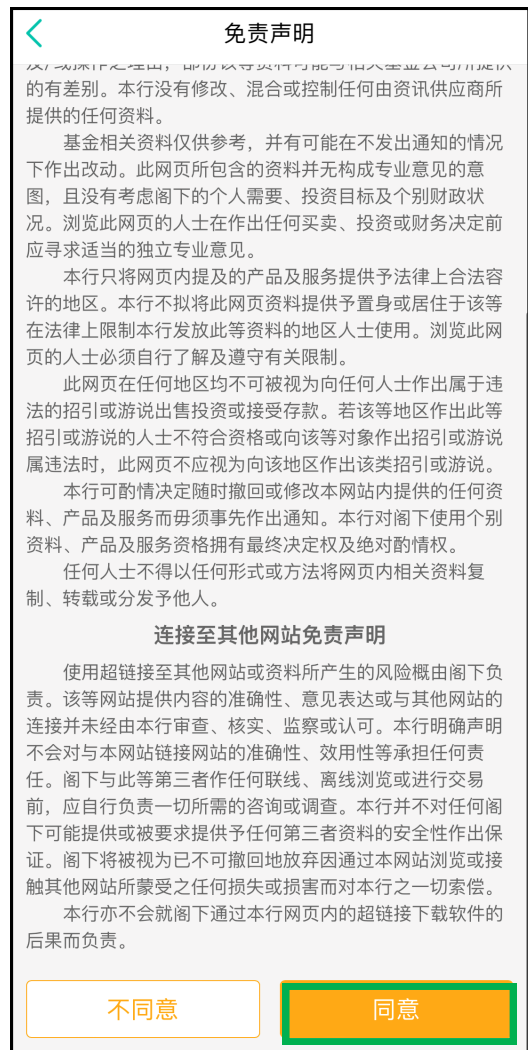 免责声明
的有差别。本行没有修改、混合或控制任何由资讯供应商所
提供的任何资料。
基金相关资料仅供参考，并有可能在不发出通知的情况
下作出改动。此网页所包含的资料并无构成专业意见的意
图，且没有考虑阁下的个人需要、投资目标及个别财政状
况。浏览此网页的人士在作出任何买卖、投资或财务决定前
应寻求适当的独立专业意见。
本行只将网页内提及的产品及服务提供予法律上合法容
许的地区。本行不拟将此网页资料提供予置身或居住于该等
在法律上限制本行发放此等资料的地区人士使用。浏览此网
页的人士必须自行了解及遵守有关限制。
此网页在任何地区均不可被视为向任何人士作出属于违
法的招引或游说出售投资或接受存款。若该等地区作出此等
招引或游说的人士不符合资格或向该等对象作出招引或游说
属违法时，此网页不应视为向该地区作出该类招引或游说。
本行可酌情决定随时撤回或修改本网站内提供的任何资
料、产品及服务而毋须事先作出通知。本行对阁下使用个别
资料、产品及服务资格拥有最终决定权及绝对酌情权。
任何人士不得以任何形式或方法将网页内相关资料复
制、转载或分发予他人。
连接至其他网站免责声明
使用超链接至其他网站或资料所产生的风险概由阁下负
责。该等网站提供内容的准确性、意见表达或与其他网站的
连接并未经由本行审查、核实、监察或认可。本行明确声明
不会对与本网站链接网站的准确性、效用性等承担任何责
任。阁下与此等第三者作任何联线、离线浏览或进行交易
前，应自行负责一切所需的咨询或调查。本行并不对任何阁
下可能提供或被要求提供予任何第三者资料的安全性作出保
证。阁下将被视为已不可撤回地放弃因通过本网站浏览或接
触其他网站所蒙受之任何损失或损害而对本行之一切索偿。
本行亦不会就阁下通过本行网页内的超链接下载软件的
后果而负责。
不同意
同意